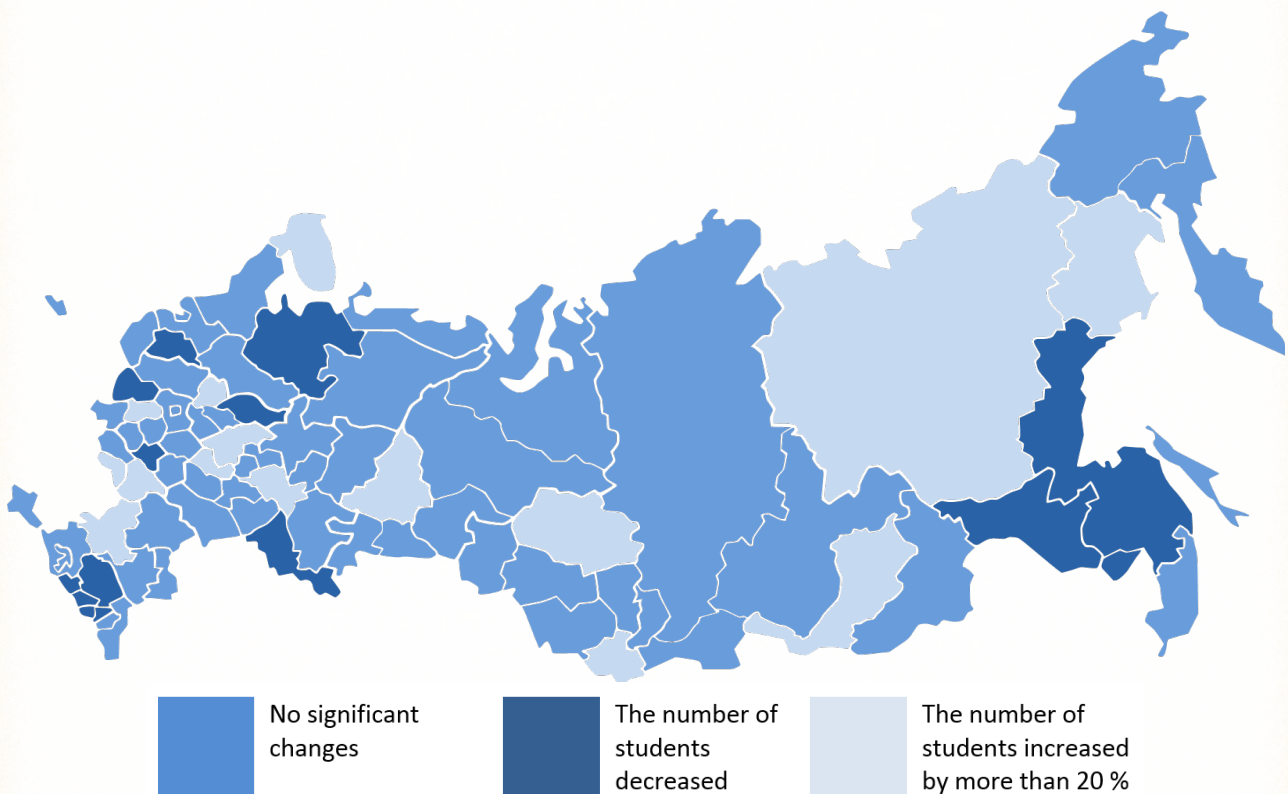 No significant
changes
The number of
students
decreased
The number of
students increased
by more than 20 %